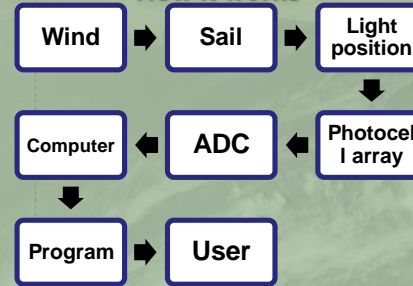 Wind
Sail
Light
position
Photocel
l array
ADC
Computer
Program
User